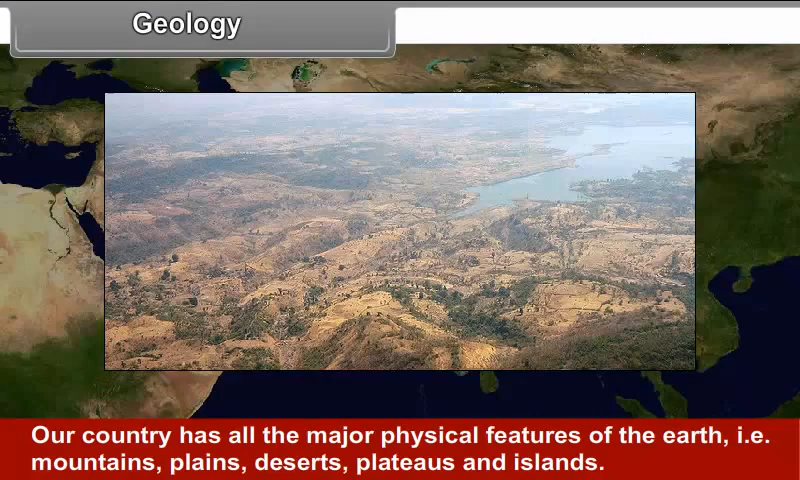 Geology
Our country has all the major physical features of the earth, i.e.
mountains, plains, deserts, plateaus and islands.